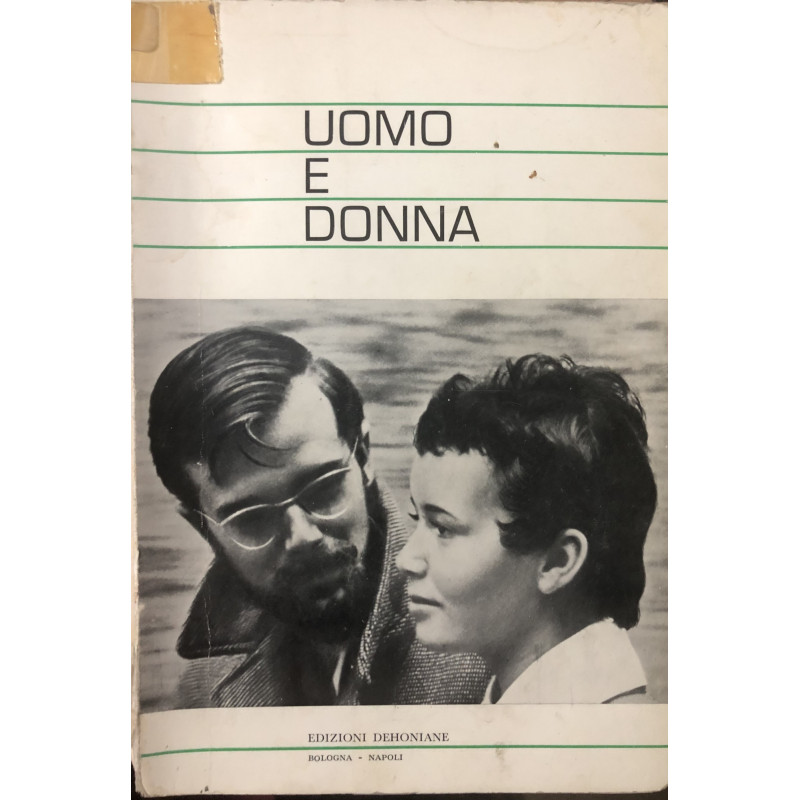 UOMO
E
DONNA
EDIZIONI DEHONIANE
BOLOGNA - NAPOLI